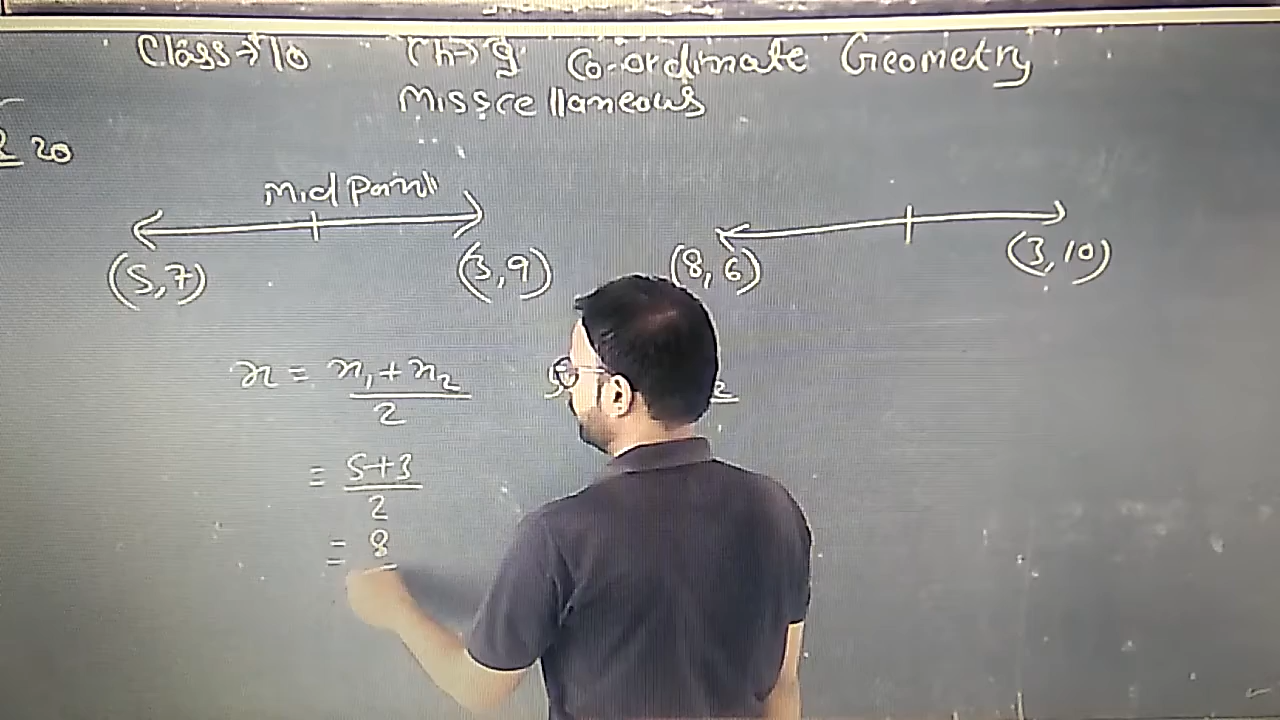 Class → 10 Ch → 9 Co-ordinate Geometry
Misscellaneous
20
Mid Point
(5,7) (3,9) (8,6) (3,10)
x = x₁ + x₂
2
= 5+3
2
= 8